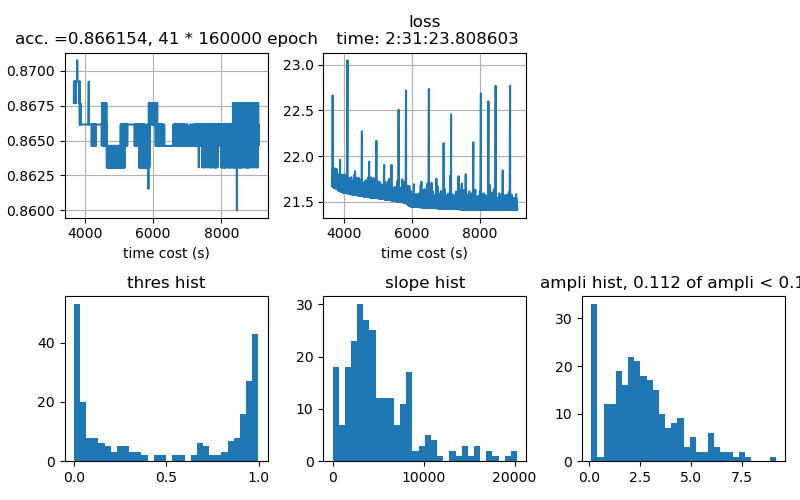 acc. =0.866154, 41 * 160000 epoch
loss
time: 2:31:23.808603
0.8700
0.8675
0.8650
0.8625
0.8600
4000 6000 8000
time cost (s)
23.0
22.5
22.0
21.5
4000 6000 8000
time cost (s)
thres hist
40
20
0
0.0 0.5 1.0
slope hist
30
20
10
0
0 10000 20000
ampli hist, 0.112 of ampli < 0.1
30
20
10
0
0.0 2.5 5.0 7.5